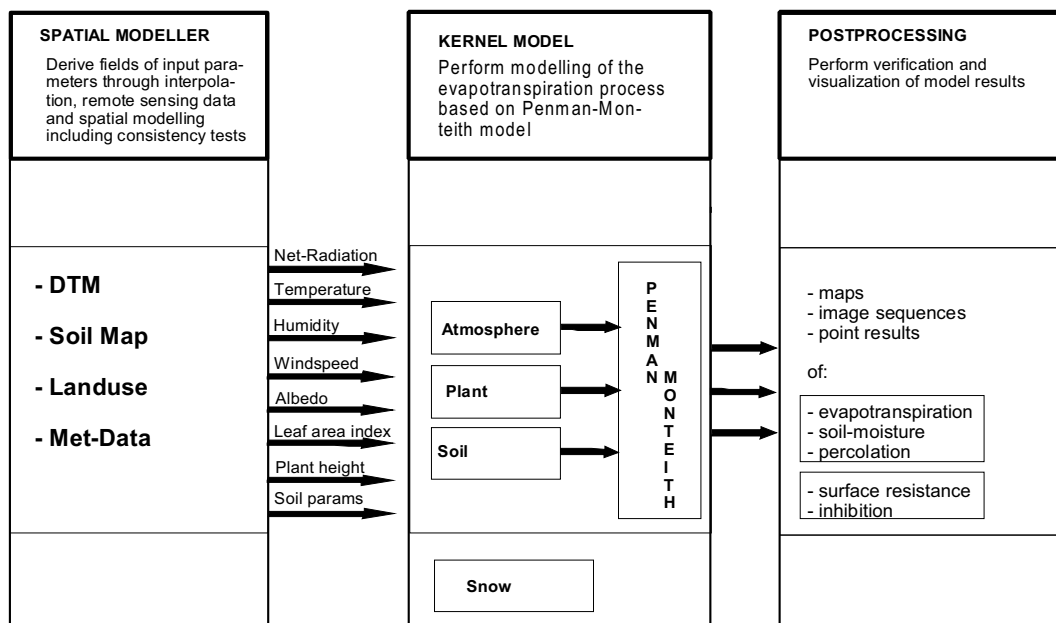 SPATIAL MODELLER
Derive fields of input para-
meters through interpola-
tion, remote sensing data
and spatial modelling
including consistency tests
- DTM
- Soil Map
- Landuse
- Met-Data
Net-Radiation
Temperature
Humidity
Windspeed
Albedo
Leaf area index
Plant height
Soil params
KERNEL MODEL
Perform modelling of the
evapotranspiration process
based on Penman-Mon-
teith model
Atmosphere
Plant
Soil
PENMAN
MONTEITH
Snow
POSTPROCESSING
Perform verification and
visualization of model results
- maps
- image sequences
- point results
of:
- evapotranspiration
- soil-moisture
- percolation
- surface resistance
- inhibition